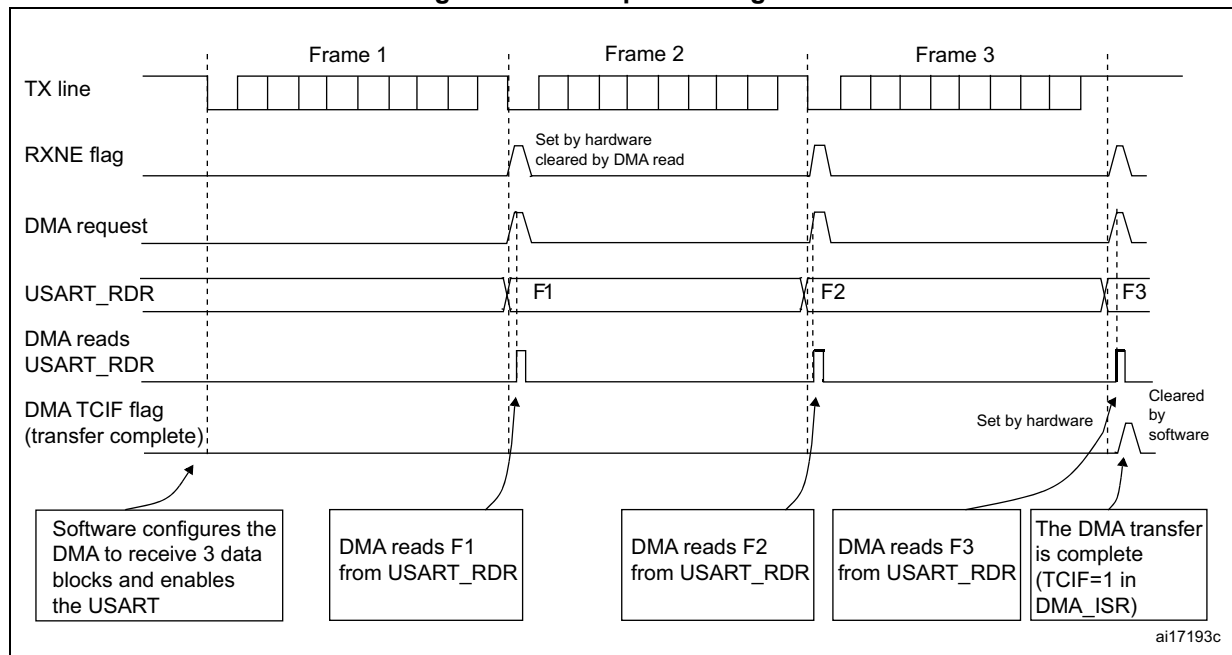 Frame 1
Frame 2
Frame 3
TX line
Set by hardware
cleared by DMA read
RXNE flag
DMA request
USART_RDR
F1
F2
F3
DMA reads
USART_RDR
DMA TCIF flag
(transfer complete)
Set by hardware
Cleared
by
software
Software configures the
DMA to receive 3 data
blocks and enables
the USART
DMA reads F1
from USART_RDR
DMA reads F2
from USART_RDR
DMA reads F3
from USART_RDR
The DMA transfer
is complete
(TCIF=1 in
DMA_ISR)
ai17193c